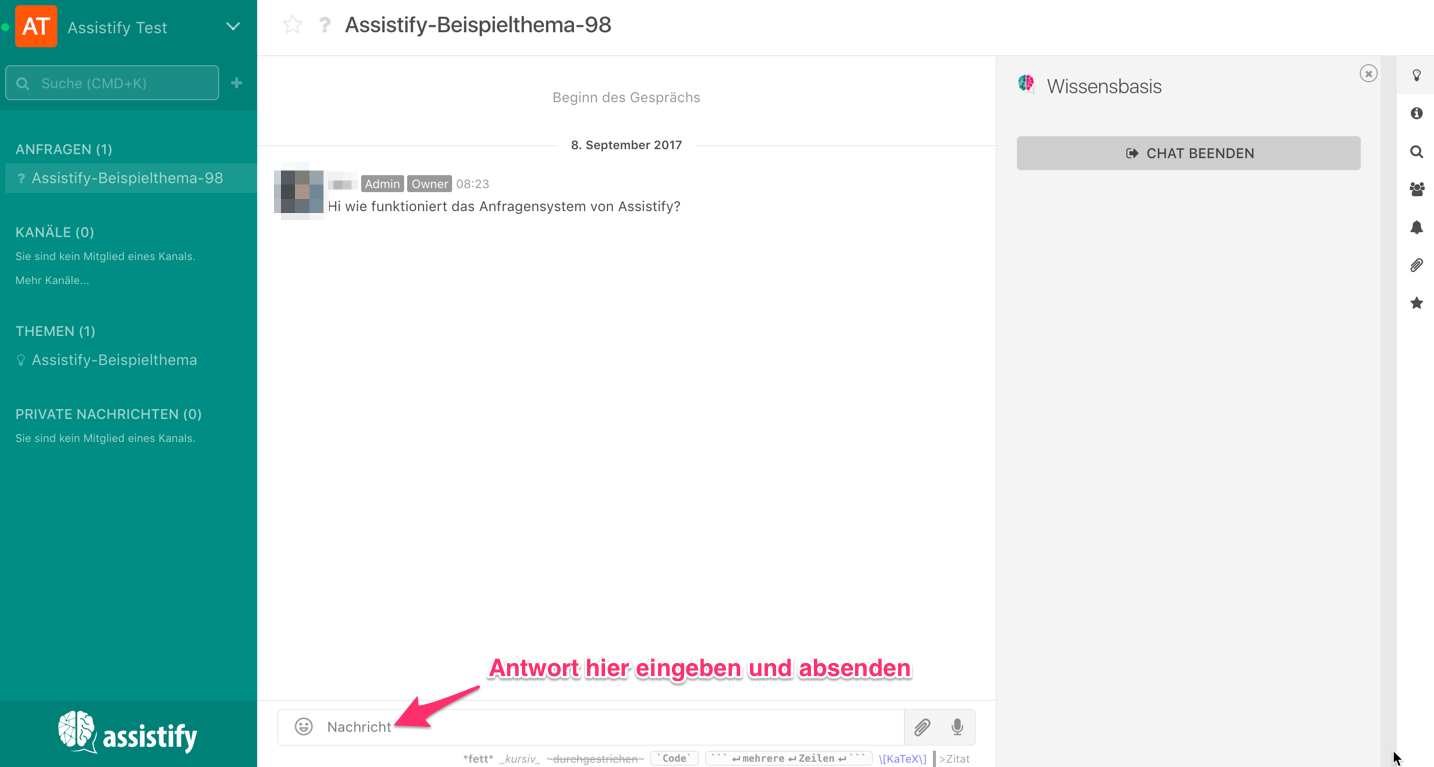 AT Assistify Test
Suche (CMD+K)
ANFRAGEN (1)
? Assistify-Beispielthema-98
KANÄLE (0)
Sie sind kein Mitglied eines Kanals.
Mehr Kanäle...
THEMEN (1)
Assistify-Beispielthema
PRIVATE NACHRICHTEN (0)
Sie sind kein Mitglied eines Kanals.
assistify
? Assistify-Beispielthema-98
Beginn des Gesprächs
8. September 2017
Admin Owner 08:23
Hi wie funktioniert das Anfragensystem von Assistify?
Antwort hier eingeben und absenden
Nachricht
*fett* _kursiv_ ~durchgestrichen~ `Code` ```↵mehrere↵Zeilen↵``` \[KaTeX\] >Zitat
Wissensbasis
CHAT BEENDEN